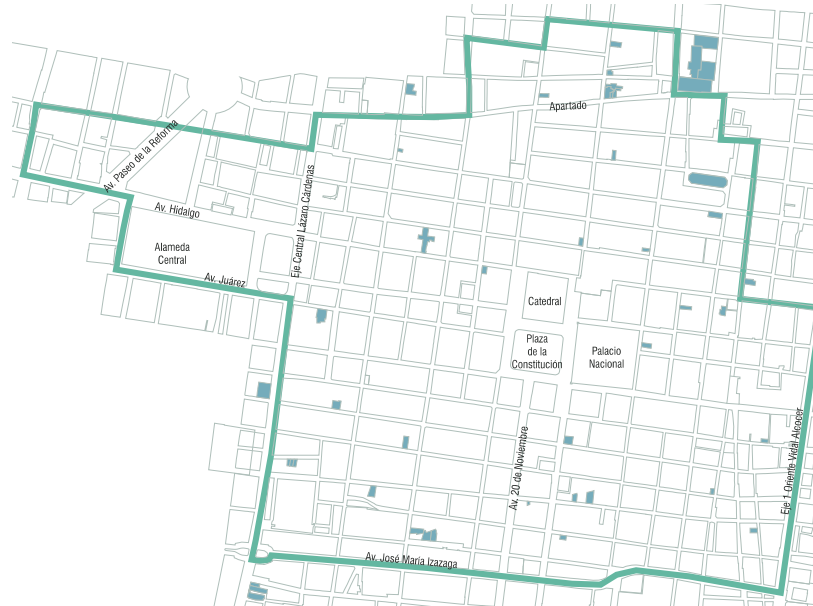 Apartado
Av. Paseo de la Reforma
Av. Hidalgo
Eje Central Lázaro Cárdenas
Alameda
Central
Av. Juárez
Catedral
Plaza
de la
Constitución
Palacio
Nacional
Av. 20 de Noviembre
Eje 1 Oriente Vidal Alcocer
Av. José María Izazaga